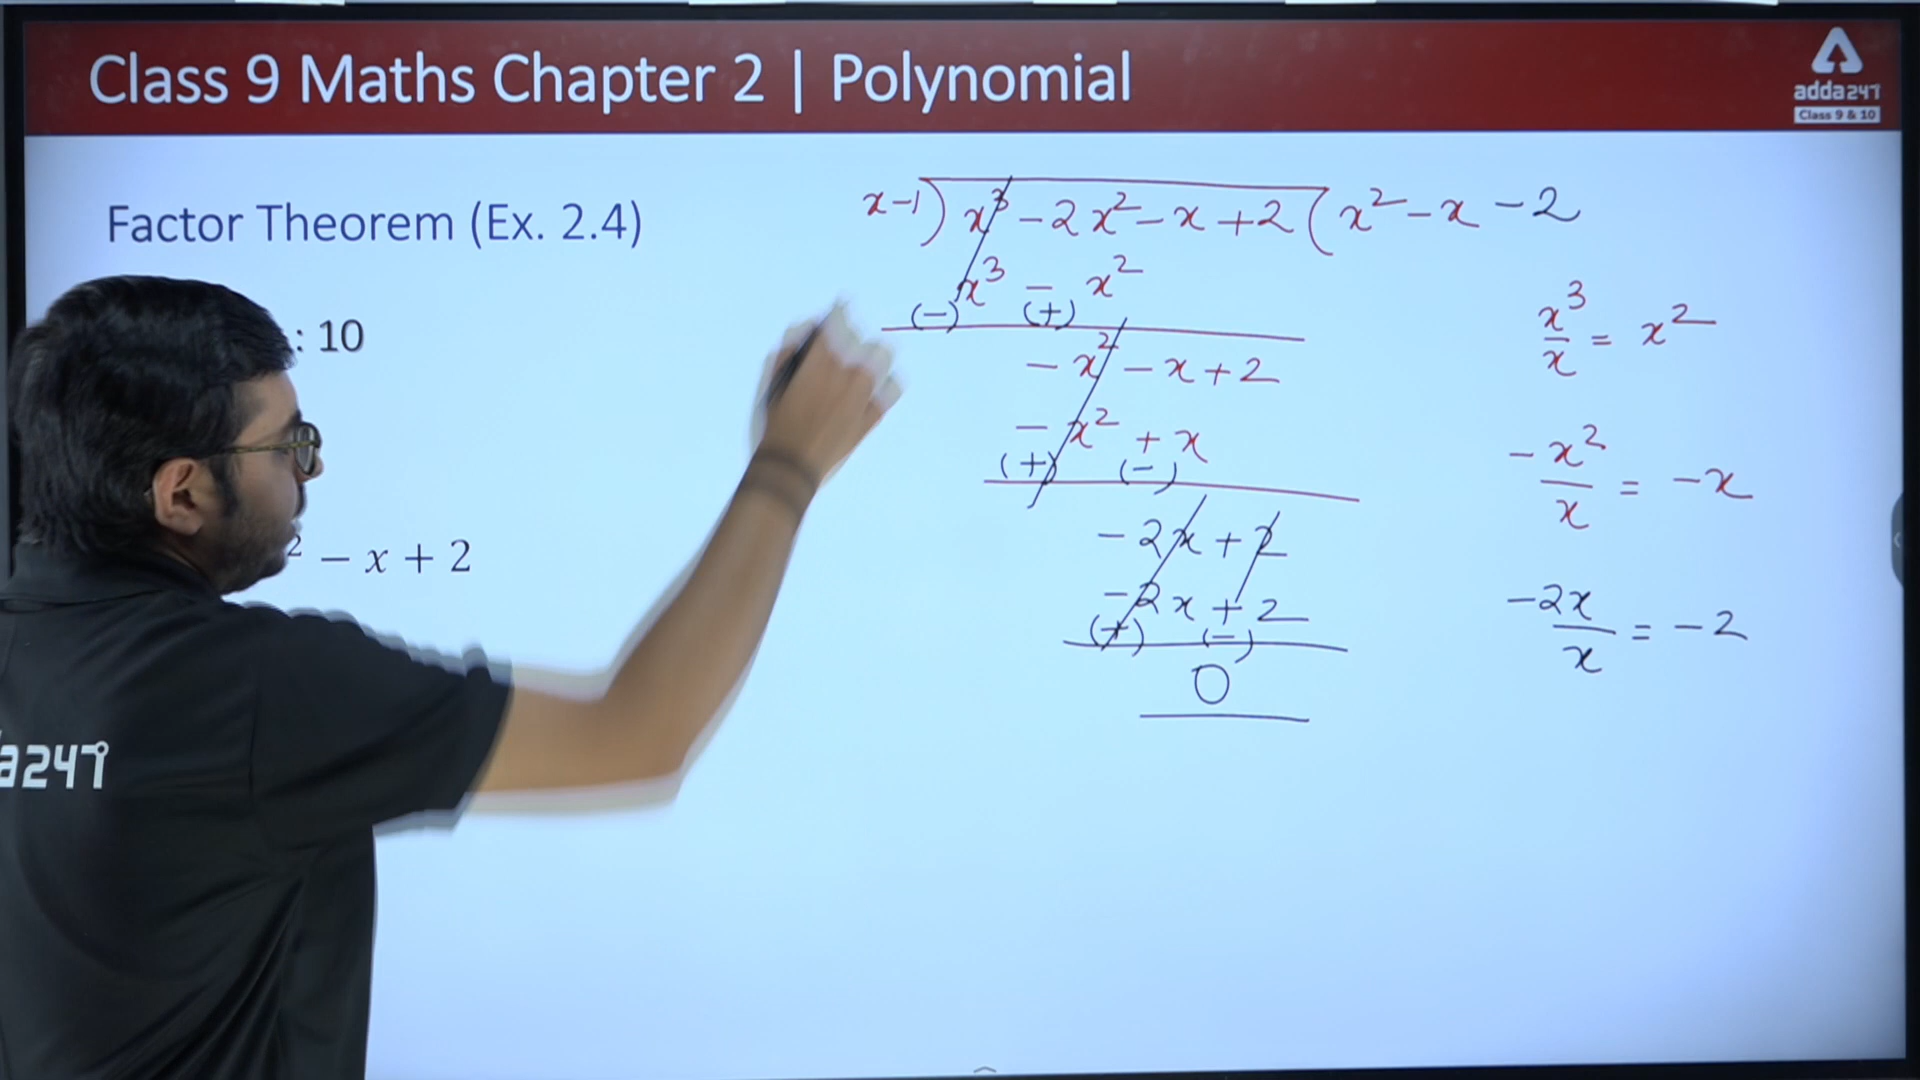 Class 9 Maths Chapter 2 | Polynomial
adda247
Class 9 & 10
Factor Theorem (Ex. 2.4)
: 10
² − x + 2
a247
x-1) x³ - 2x² - x + 2 ( x² - x - 2
x³ - x²
(-) (+)
- x² - x + 2
- x² + x
(+) (-)
- 2x + 2
- 2x + 2
(+) (-)
0
x³/x = x²
-x²/x = -x
-2x/x = -2